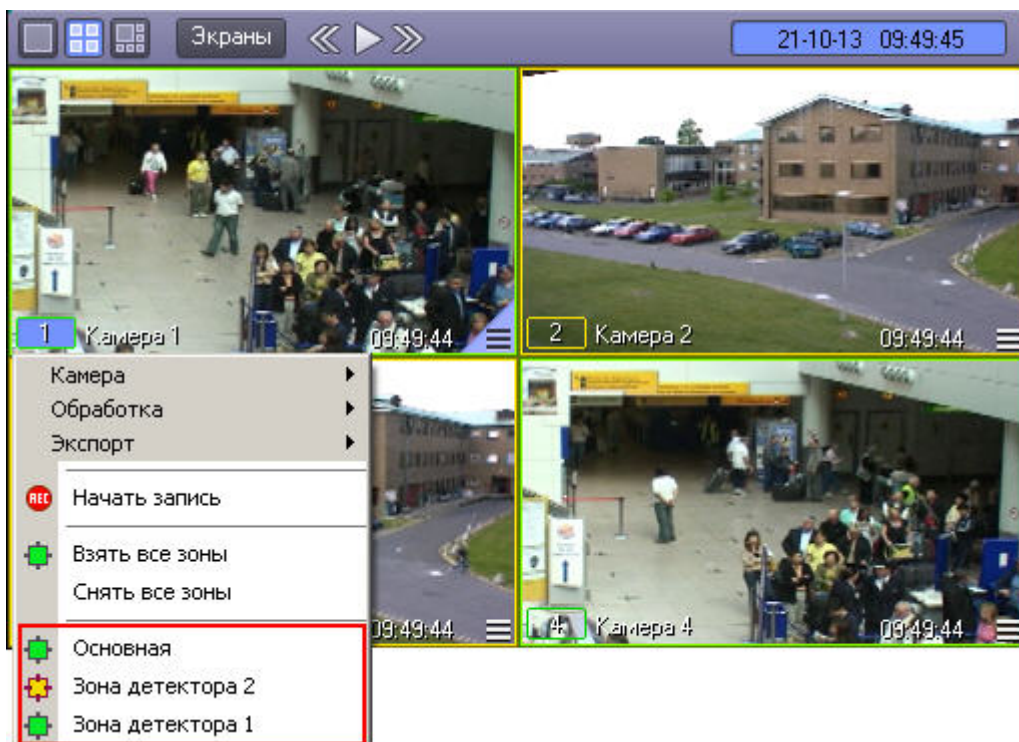 Экраны
21-10-13 09:49:45
1 Камера 1 09:49:44
2 Камера 2 09:49:44
Камера
Обработка
Экспорт
Начать запись
Взять все зоны
Снять все зоны
09:49:44
4 Камера 4 09:49:44
Основная
Зона детектора 2
Зона детектора 1